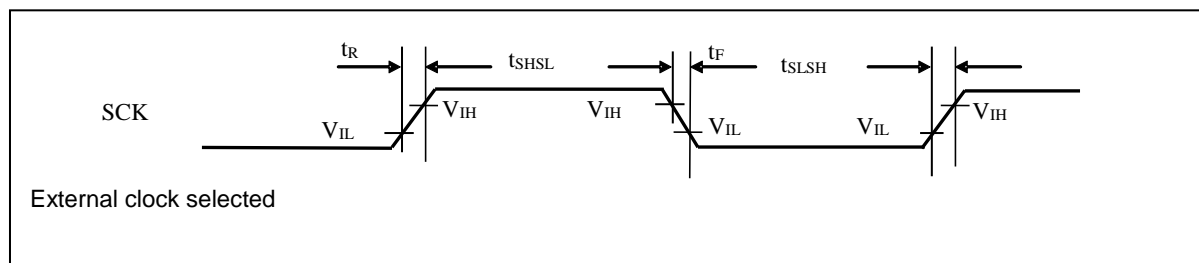 tR tSHSL tF tSLSH
SCK
VIH VIH VIH
VIL VIL VIL
External clock selected